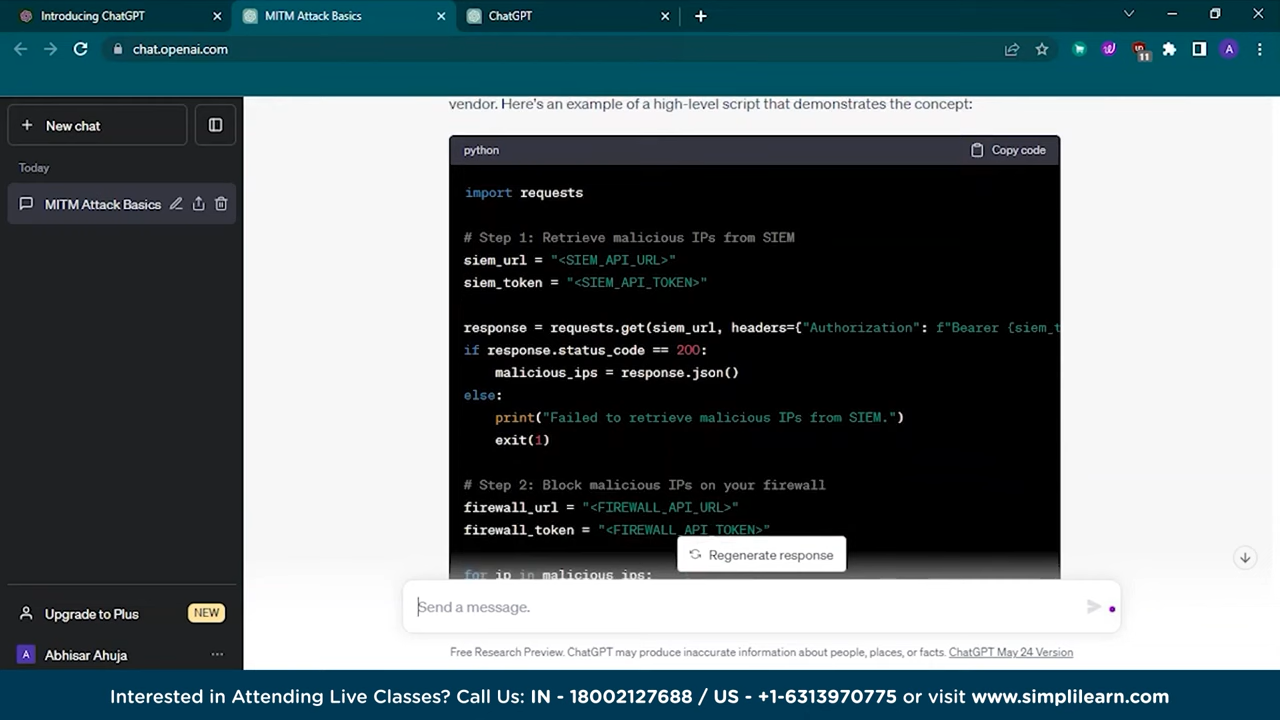 Introducing ChatGPT
MITM Attack Basics
ChatGPT
chat.openai.com
11
A
New chat
Today
MITM Attack Basics
Upgrade to Plus
NEW
A
Abhisar Ahuja
vendor. Here's an example of a high-level script that demonstrates the concept:
python
Copy code
import requests
# Step 1: Retrieve malicious IPs from SIEM
siem_url = "<SIEM_API_URL>"
siem_token = "<SIEM_API_TOKEN>"
response = requests.get(siem_url, headers={"Authorization": f"Bearer {siem_t
if response.status_code == 200:
malicious_ips = response.json()
else:
print("Failed to retrieve malicious IPs from SIEM.")
exit(1)
# Step 2: Block malicious IPs on your firewall
firewall_url = "<FIREWALL_API_URL>"
firewall_token = "<FIREWALL_API_TOKEN>"
for ip in malicious_ips:
Regenerate response
Send a message.
Free Research Preview. ChatGPT may produce inaccurate information about people, places, or facts. ChatGPT May 24 Version
Interested in Attending Live Classes? Call Us: IN - 18002127688 / US - +1-6313970775 or visit www.simplilearn.com